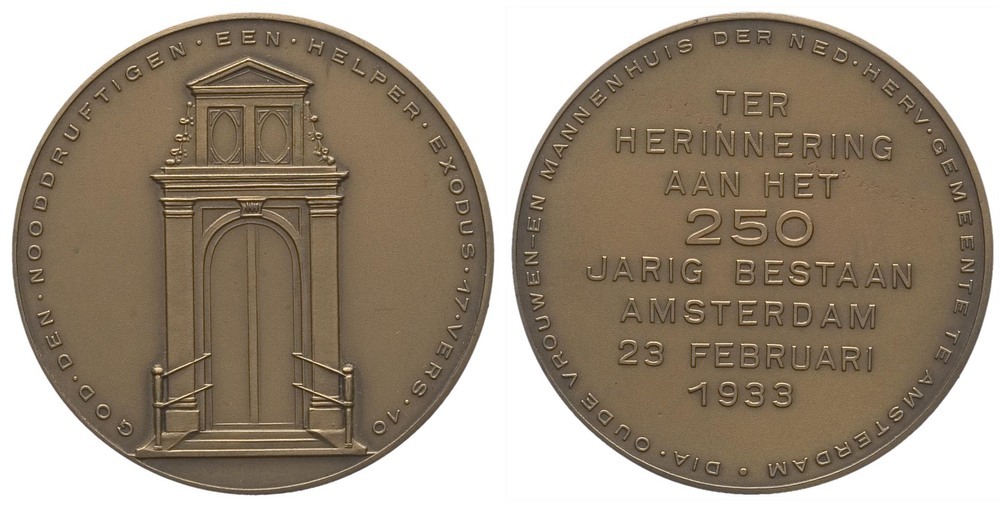 GOD·DEN·NOODDRUFTIGEN·EEN·HELPER·EXODUS·17·VERS·10
DIA·OUDE VROUWEN-EN MANNENHUIS DER NED·HERV·GEMEENTE TE AMSTERDAM·
TER
HERINNERING
AAN HET
250
JARIG BESTAAN
AMSTERDAM
23 FEBRUARI
1933